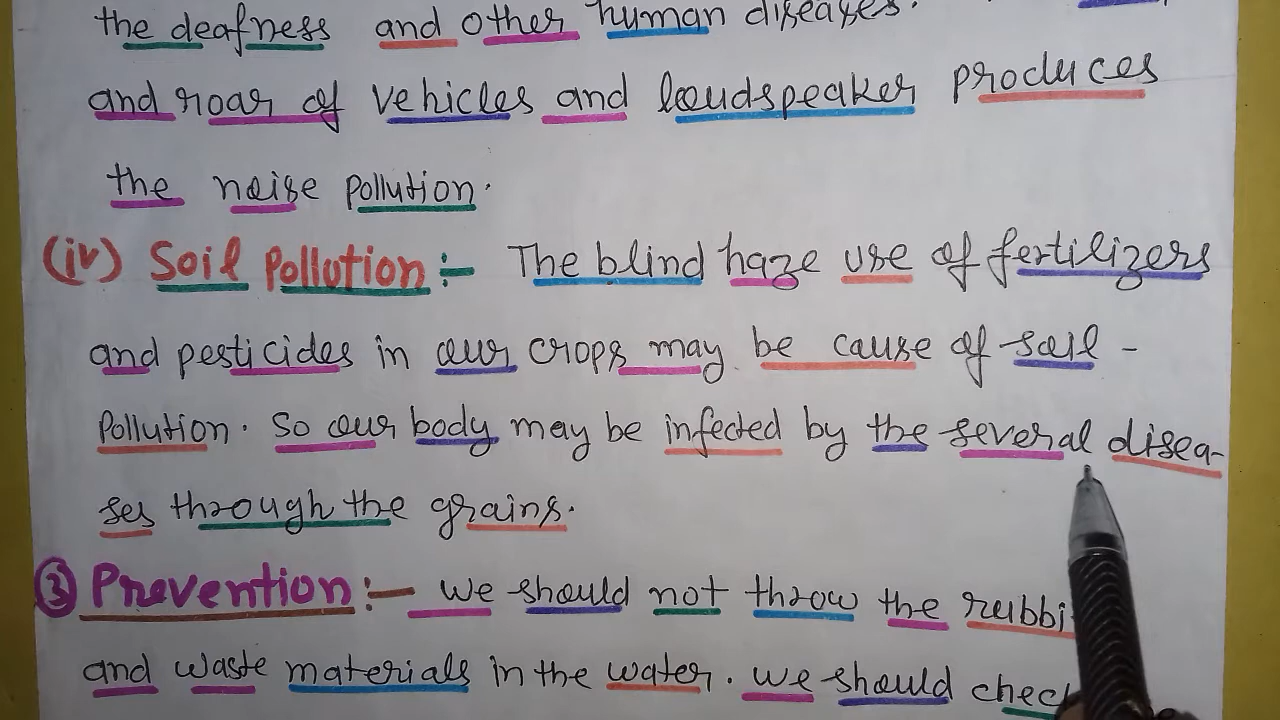 the deafness and other human diseases.
and roar of vehicles and loudspeaker produces
the noise pollution.
(iv) Soil Pollution :- The blind haze use of fertilizers
and pesticides in our crops may be cause of soil -
Pollution. So our body may be infected by the several disea-
ses through the grains.
③ Prevention :- We should not throw the rubbi
and waste materials in the water. We should chec